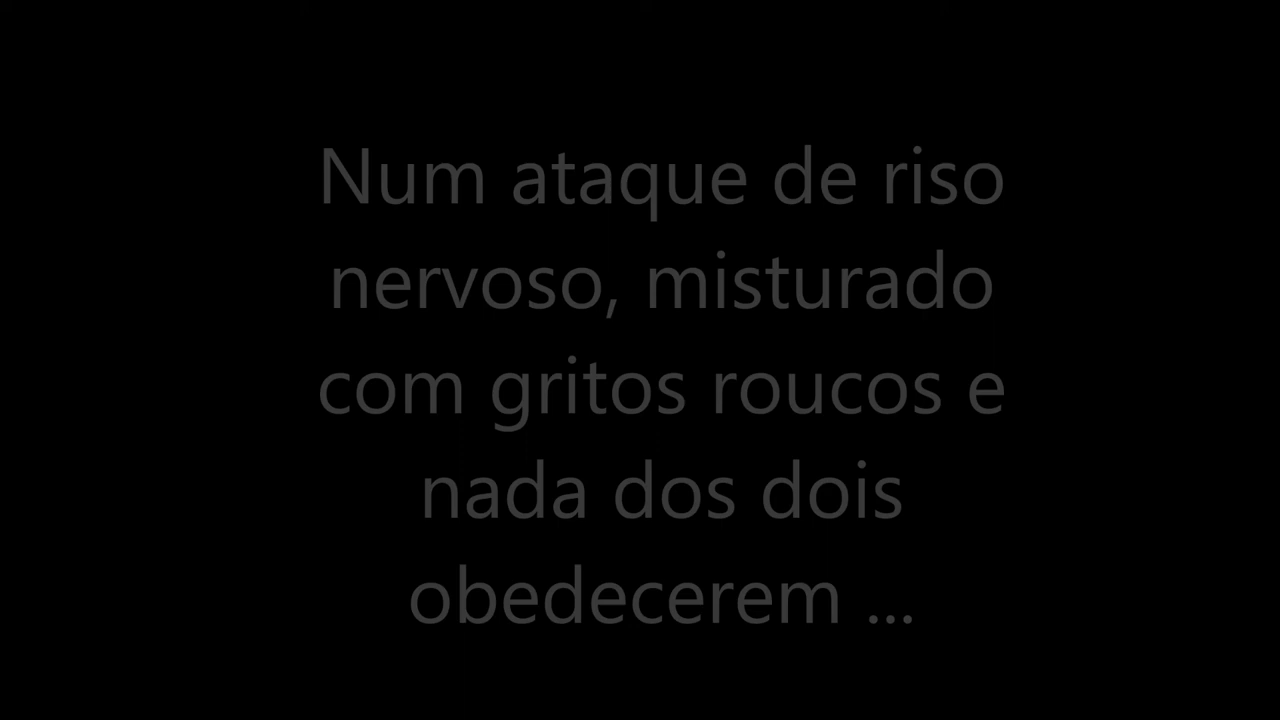 Num ataque de riso
nervoso, misturado
com gritos roucos e
nada dos dois
obedecerem ...